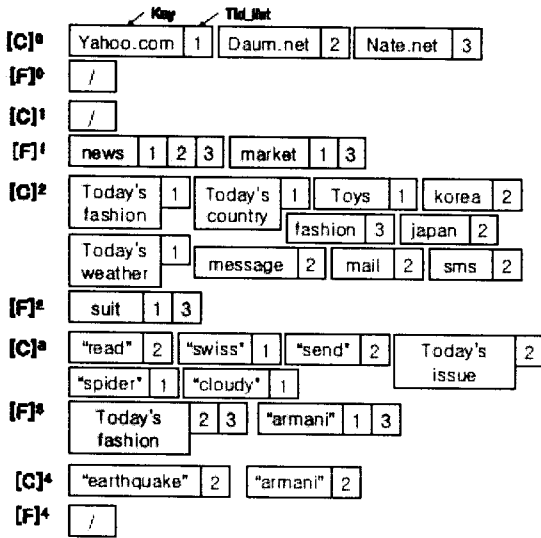 Key Tid_list
[C]⁰ Yahoo.com 1 Daum.net 2 Nate.net 3
[F]⁰ /
[C]¹ /
[F]¹ news 1 2 3 market 1 3
[C]² Today's fashion 1 Today's country 1 Toys 1 korea 2
fashion 3 japan 2
Today's weather 1 message 2 mail 2 sms 2
[F]² suit 1 3
[C]³ "read" 2 "swiss" 1 "send" 2 Today's issue 2
"spider" 1 "cloudy" 1
[F]³ Today's fashion 2 3 "armani" 1 3
[C]⁴ "earthquake" 2 "armani" 2
[F]⁴ /